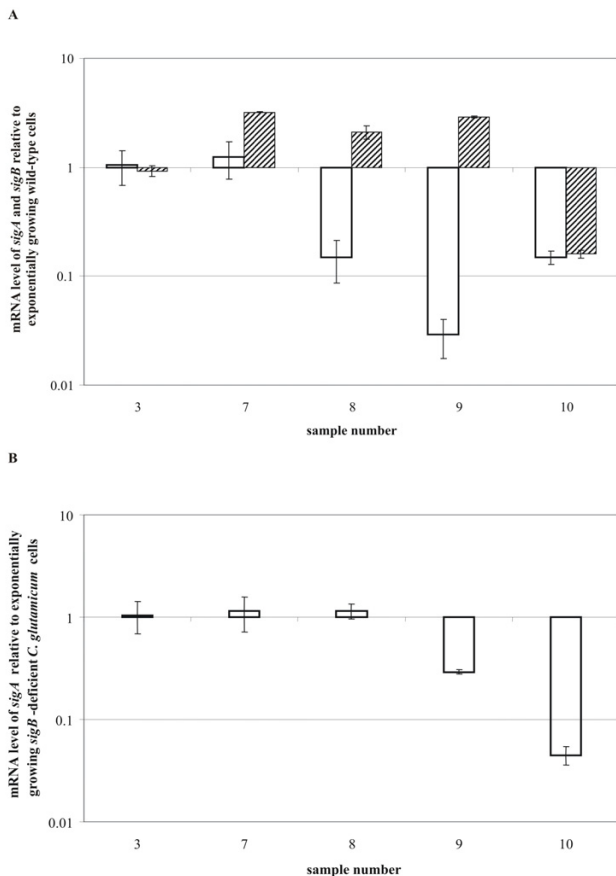 A
mRNA level of sigA and sigB relative to
exponentially growing wild-type cells
10
1
0.1
0.01
3 7 8 9 10
sample number
B
mRNA level of sigA relative to exponentially
growing sigB -deficient C. glutamicum cells
10
1
0.1
0.01
3 7 8 9 10
sample number